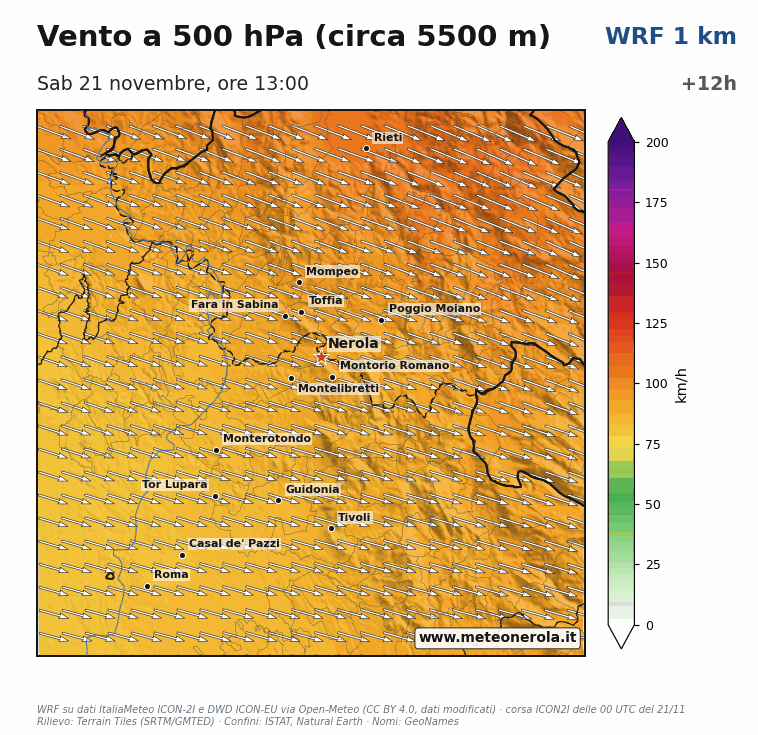 Vento a 500 hPa (circa 5500 m)
WRF 1 km
Sab 21 novembre, ore 13:00
+12h
Rieti
Mompeo
Fara in Sabina
Toffia
Poggio Moiano
Nerola
Montorio Romano
Montelibretti
Monterotondo
Tor Lupara
Guidonia
Tivoli
Casal de' Pazzi
Roma
www.meteonerola.it
200
175
150
125
100
75
50
25
0
km/h
WRF su dati ItaliaMeteo ICON-2I e DWD ICON-EU via Open-Meteo (CC BY 4.0, dati modificati) · corsa ICON2I delle 00 UTC del 21/11
Rilievo: Terrain Tiles (SRTM/GMTED) · Confini: ISTAT, Natural Earth · Nomi: GeoNames